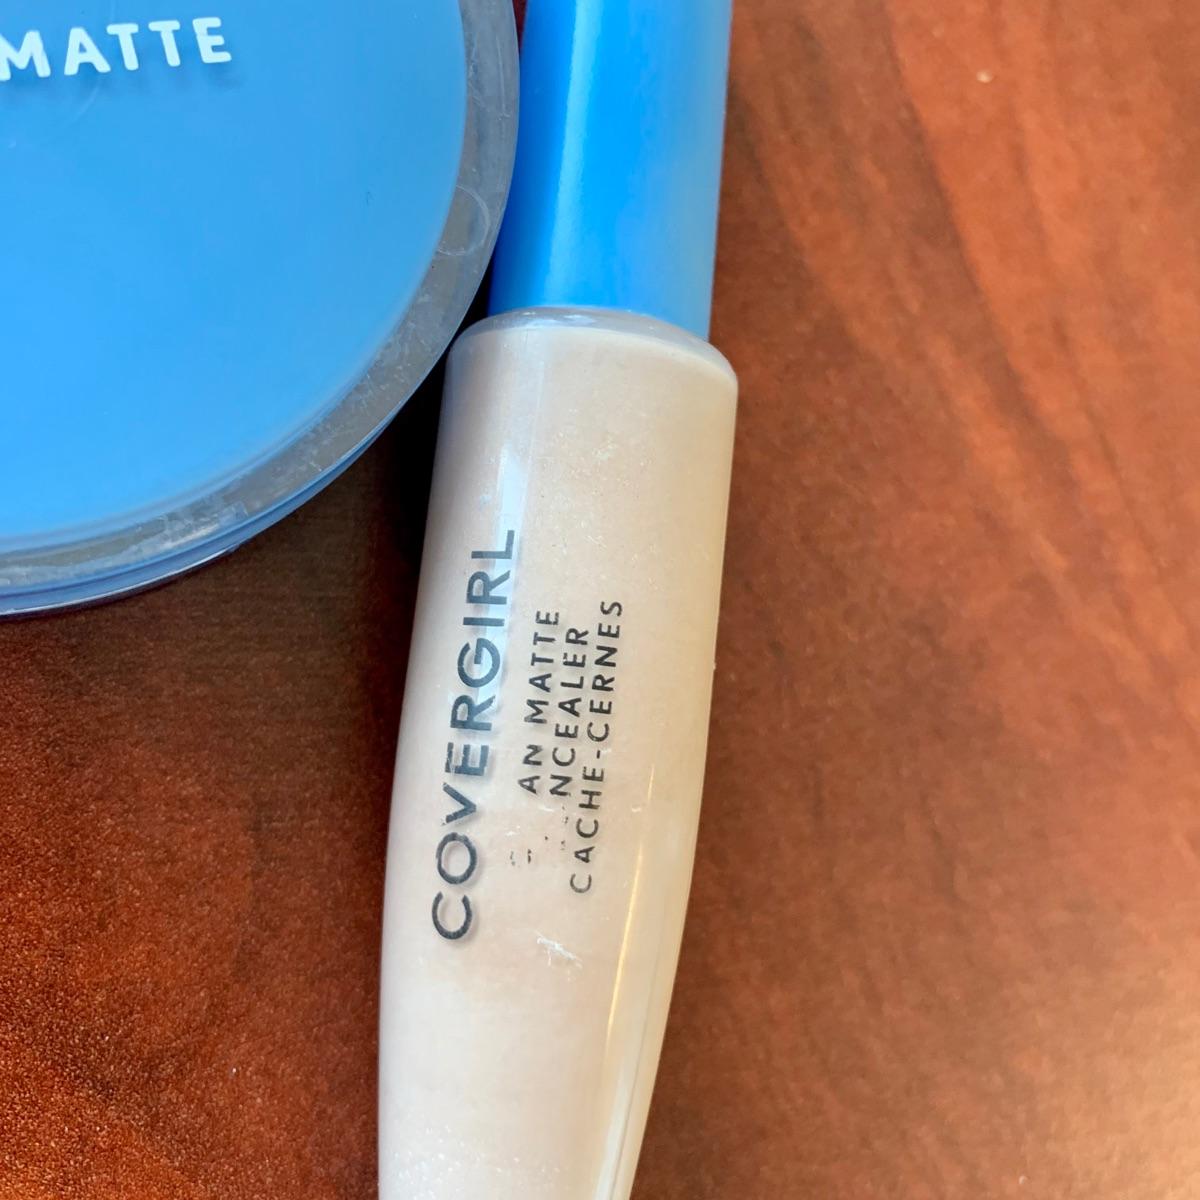 MATTE
COVERGIRL
AN MATTE
NCEALER
CACHE-CERNES